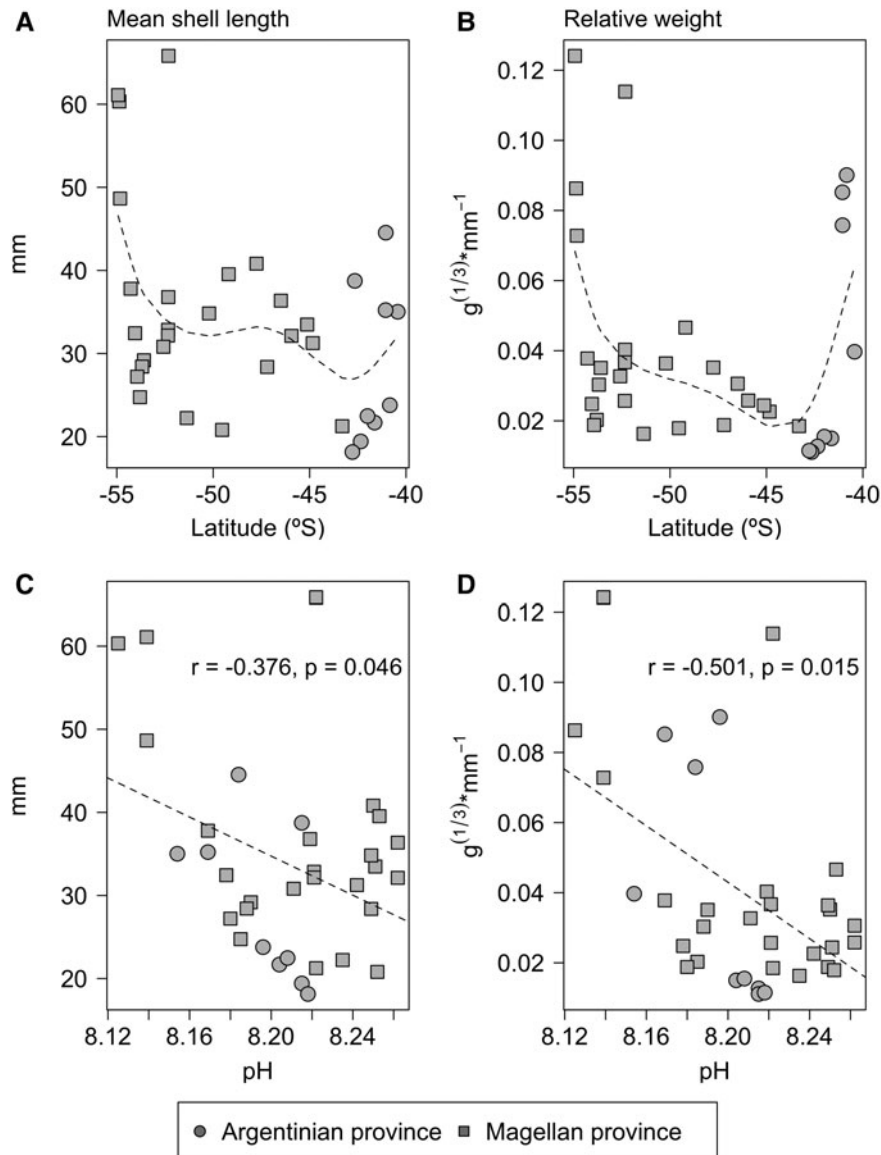 A Mean shell length
mm
60
50
40
30
20
-55 -50 -45 -40
Latitude (ºS)
B Relative weight
g(1/3)*mm−1
0.12
0.10
0.08
0.06
0.04
0.02
-55 -50 -45 -40
Latitude (ºS)
C
mm
60
50
40
30
20
r = -0.376, p = 0.046
8.12 8.16 8.20 8.24
pH
D
g(1/3)*mm−1
0.12
0.10
0.08
0.06
0.04
0.02
r = -0.501, p = 0.015
8.12 8.16 8.20 8.24
pH
Argentinian province Magellan province